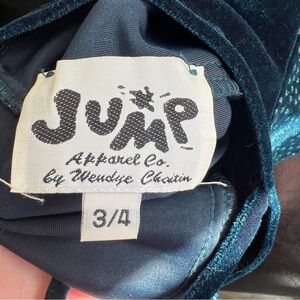 JUMP
Apparel Co.
by Wendye Chaitin
3/4